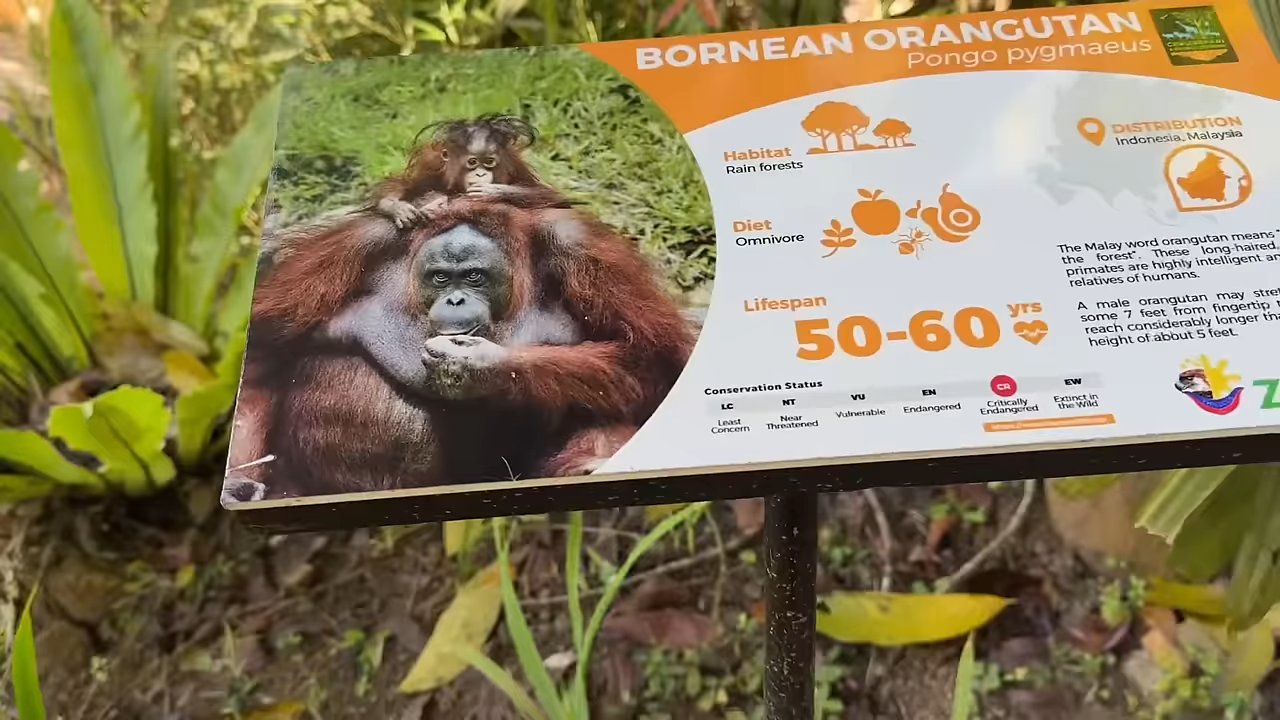 BORNEAN ORANGUTAN
Pongo pygmaeus
Habitat
Rain forests
Diet
Omnivore
Lifespan
50-60 yrs
Conservation Status
LC NT VU EN CR EW
Least Concern
Near Threatened
Vulnerable
Endangered
Critically Endangered
Extinct in the Wild
DISTRIBUTION
Indonesia, Malaysia
The Malay word orangutan means "
the forest". These long-haired
primates are highly intelligent an
relatives of humans.
A male orangutan may stret
some 7 feet from fingertip
reach considerably longer tha
height of about 5 feet.
Z